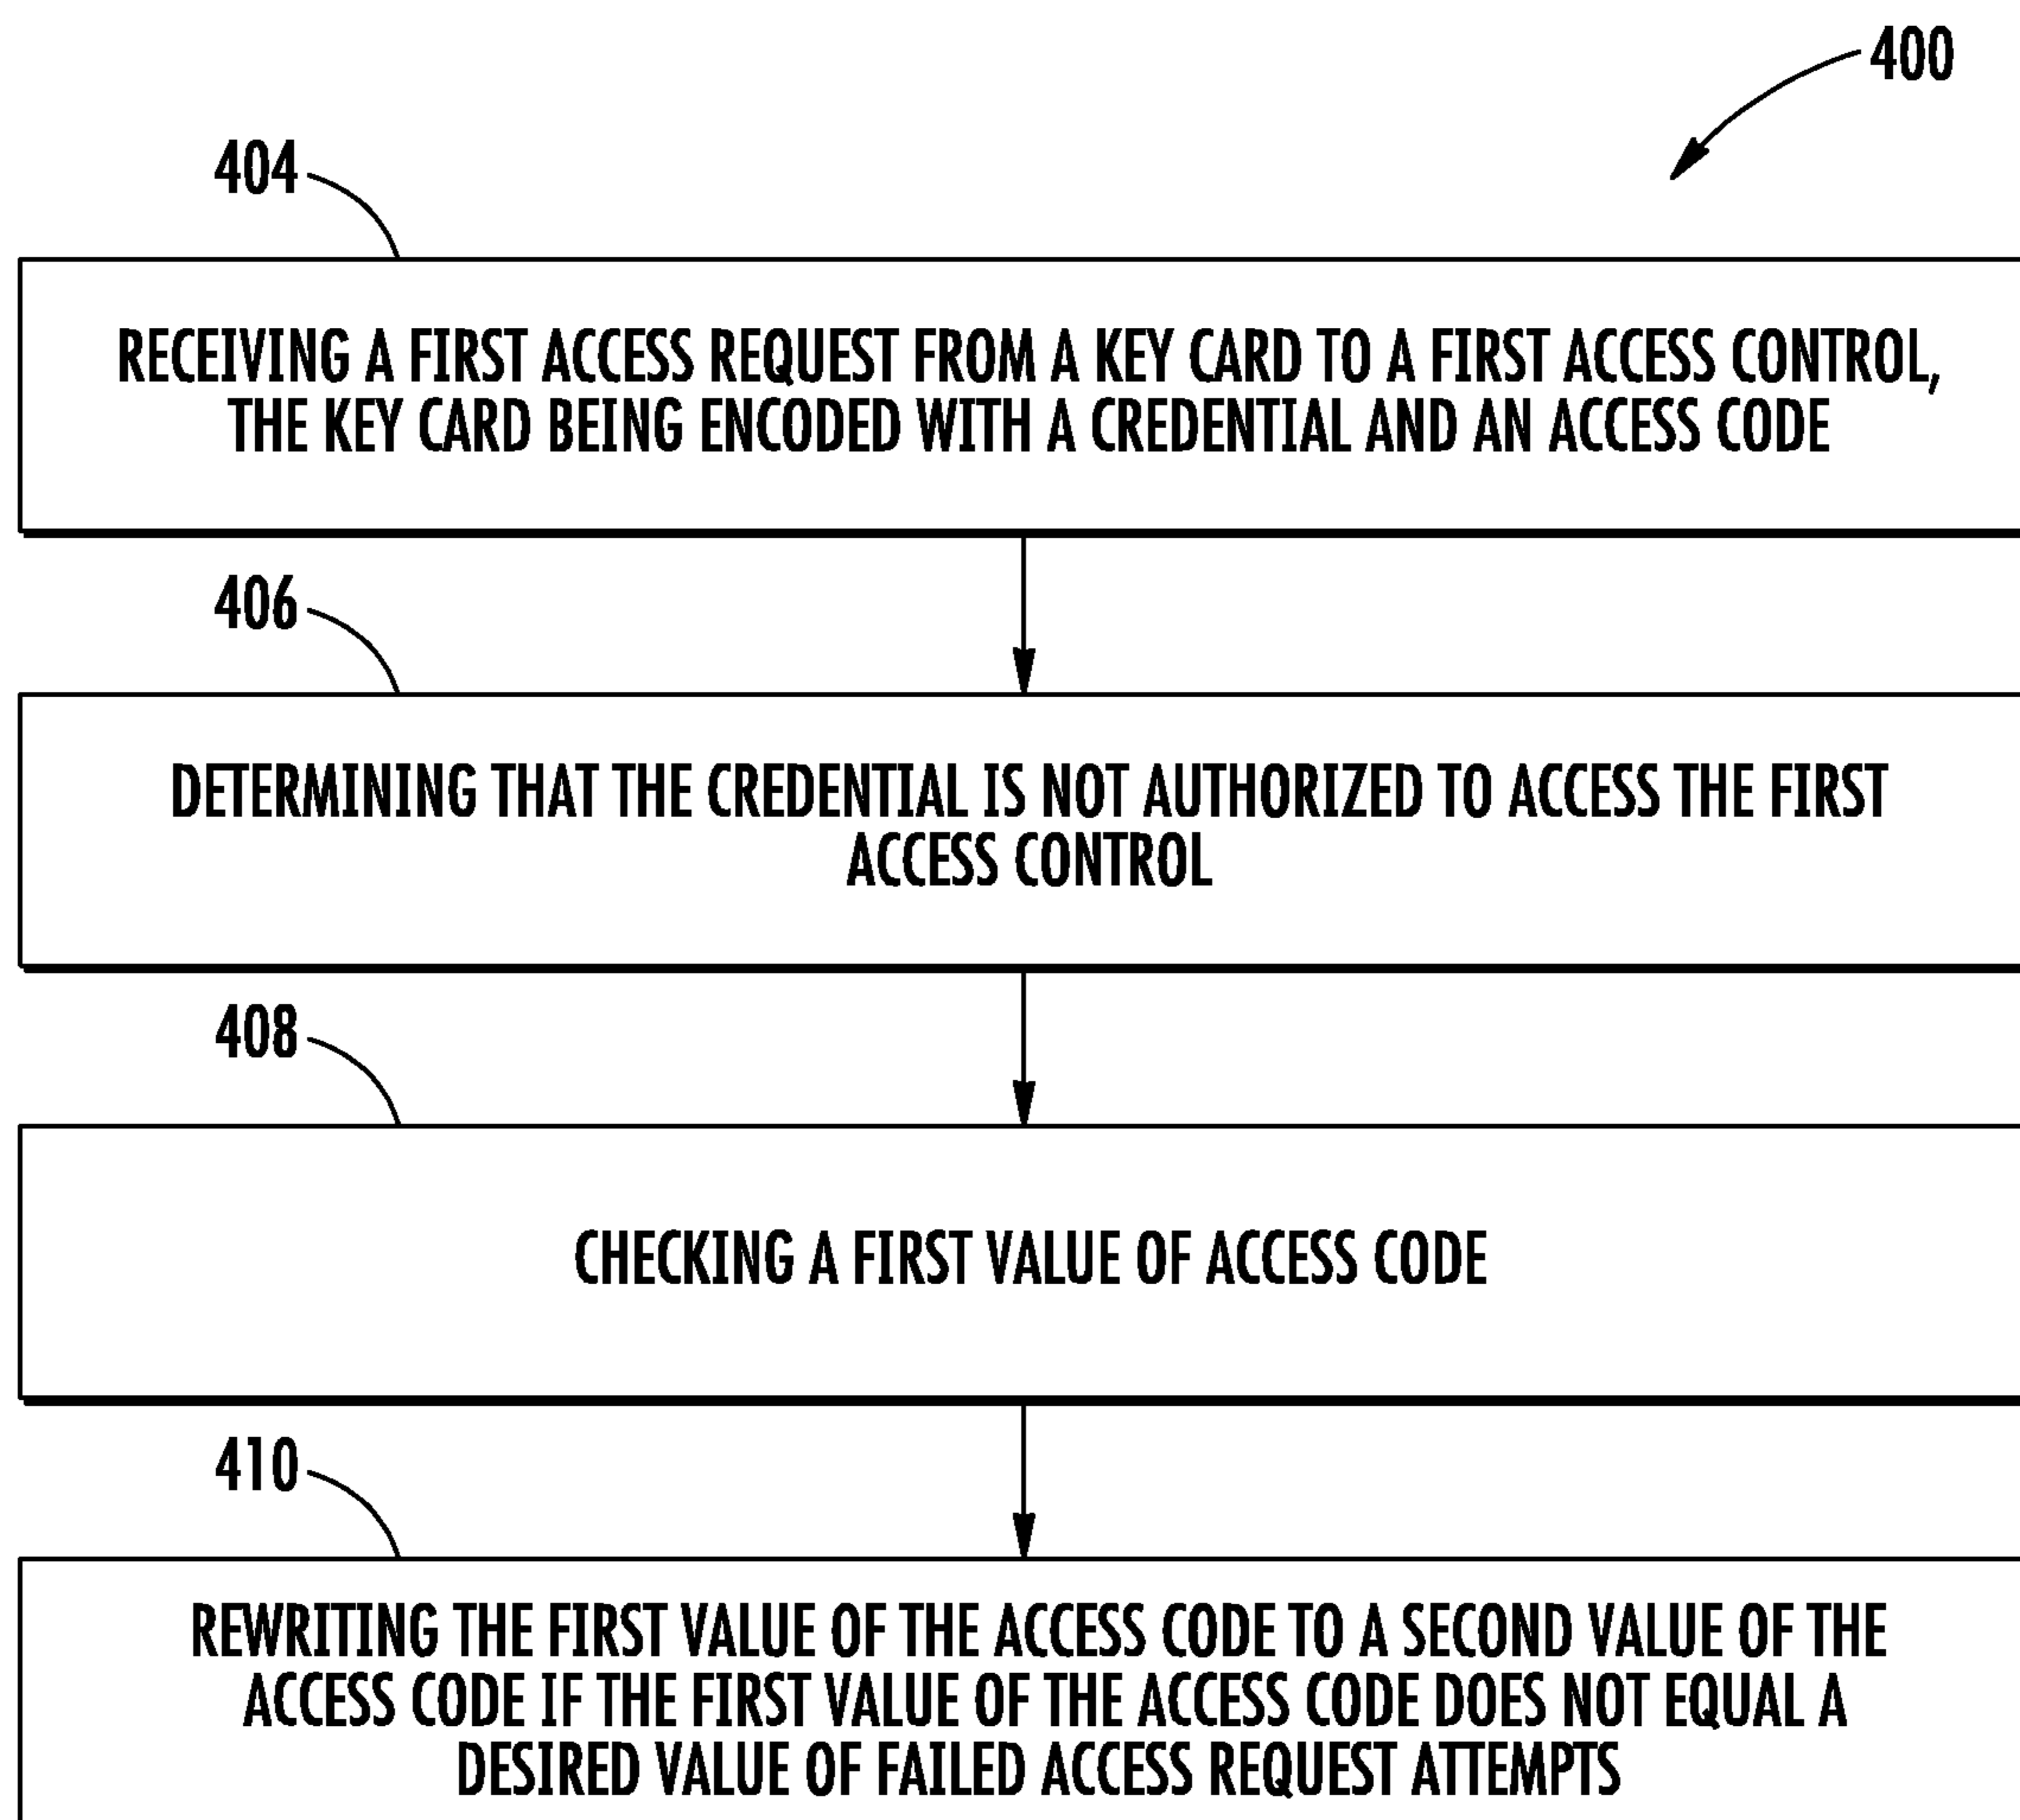 400
404
RECEIVING A FIRST ACCESS REQUEST FROM A KEY CARD TO A FIRST ACCESS CONTROL,
THE KEY CARD BEING ENCODED WITH A CREDENTIAL AND AN ACCESS CODE
406
DETERMINING THAT THE CREDENTIAL IS NOT AUTHORIZED TO ACCESS THE FIRST
ACCESS CONTROL
408
CHECKING A FIRST VALUE OF ACCESS CODE
410
REWRITING THE FIRST VALUE OF THE ACCESS CODE TO A SECOND VALUE OF THE
ACCESS CODE IF THE FIRST VALUE OF THE ACCESS CODE DOES NOT EQUAL A
DESIRED VALUE OF FAILED ACCESS REQUEST ATTEMPTS